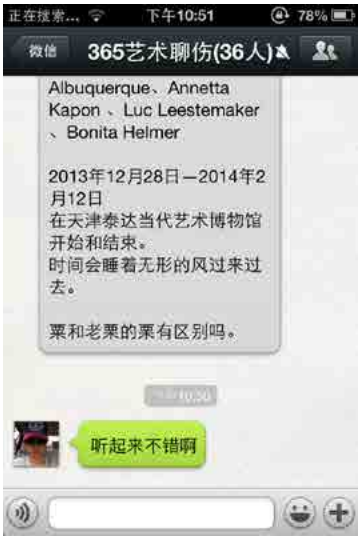 正在搜索... 下午10:51 78%
微信 365艺术聊伤(36人)
Albuquerque、Annetta
Kapon 、Luc Leestemaker
、Bonita Helmer
2013年12月28日—2014年2
月12日
在天津泰达当代艺术博物馆
开始和结束。
时间会睡着无形的风过来过
去。
粟和老栗的栗有区别吗。
10:50
听起来不错啊